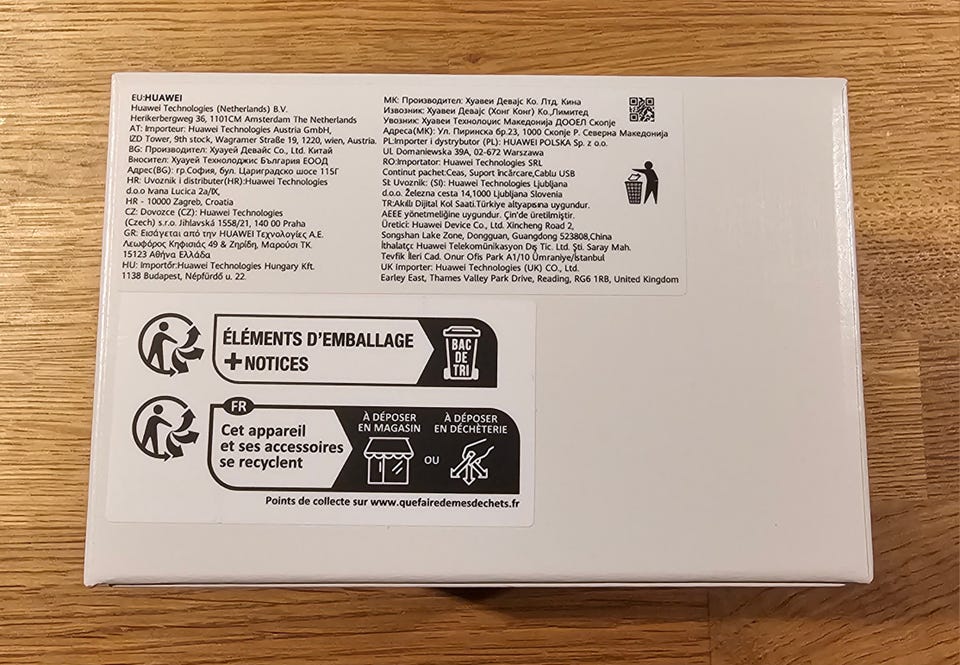 EU:HUAWEI
Huawei Technologies (Netherlands) B.V.
Herikerbergweg 36, 1101CM Amsterdam The Netherlands
AT: Importeur: Huawei Technologies Austria GmbH,
IZD Tower, 9th stock, Wagramer Straße 19, 1220, wien, Austria.
BG: Производител: Хуауей Девайс Со., Ltd. Китай
Вносител: Хуауей Технолоджис България ЕООД
Адрес(BG): гр.София, бул. Цариградско шосе 115Г
HR: Uvoznik i distributer(HR):Huawei Technologies
d.o.o Ivana Lucica 2a/IX,
HR - 10000 Zagreb, Croatia
CZ: Dovozce (CZ): Huawei Technologies
(Czech) s.r.o. Jihlavská 1558/21, 140 00 Praha
GR: Εισάγεται από την HUAWEI Τεχνολογίες Α.Ε.
Λεωφόρος Κηφισιάς 49 & Ζηρίδη, Μαρούσι ΤΚ
15123 Αθήνα Ελλάδα
HU: Importőr:Huawei Technologies Hungary Kft.
1138 Budapest, Népfürdő u. 22.
МК: Производител: Хуавеи Девајс Ко. Лтд, Кина
Извозник: Хуавеи Девајс (Хонг Конг) Ко.,Лимитед
Увозник: Хуавеи Технолоџис Македонија ДООЕЛ Скопје
Адреса(МК): Ул. Пиринска бр.23, 1000 Скопје Р. Северна Македонија
PL:Importer i dystrybutor (PL): HUAWEI POLSKA Sp. z o.o.
Ul. Domaniewska 39A, 02-672 Warszawa
RO:Importator: Huawei Technologies SRL
Continut pachet:Ceas, Suport încărcare,Cablu USB
SI: Uvoznik: (SI): Huawei Technologies Ljubljana
d.o.o. Železna cesta 14,1000 Ljubljana Slovenia
TR:Akıllı Dijital Kol Saati.Türkiye altyapısına uygundur.
AEEE yönetmeliğine uygundur. Çin'de üretilmiştir.
Üretici: Huawei Device Co., Ltd. Xincheng Road 2,
Songshan Lake Zone, Dongguan, Guangdong 523808,China
İthalatçı: Huawei Telekomünikasyon Dış Tic. Ltd. Şti. Saray Mah.
Tevfik İleri Cad. Onur Ofis Park A1/10 Ümraniye/İstanbul
UK Importer: Huawei Technologies (UK) CO., Ltd.
Earley East, Thames Valley Park Drive, Reading, RG6 1RB, United Kingdom
ÉLÉMENTS D'EMBALLAGE
+NOTICES
BAC
DE
TRI
FR
Cet appareil
et ses accessoires
se recyclent
À DÉPOSER
EN MAGASIN
OU
À DÉPOSER
EN DÉCHÈTERIE
Points de collecte sur www.quefairedemesdechets.fr